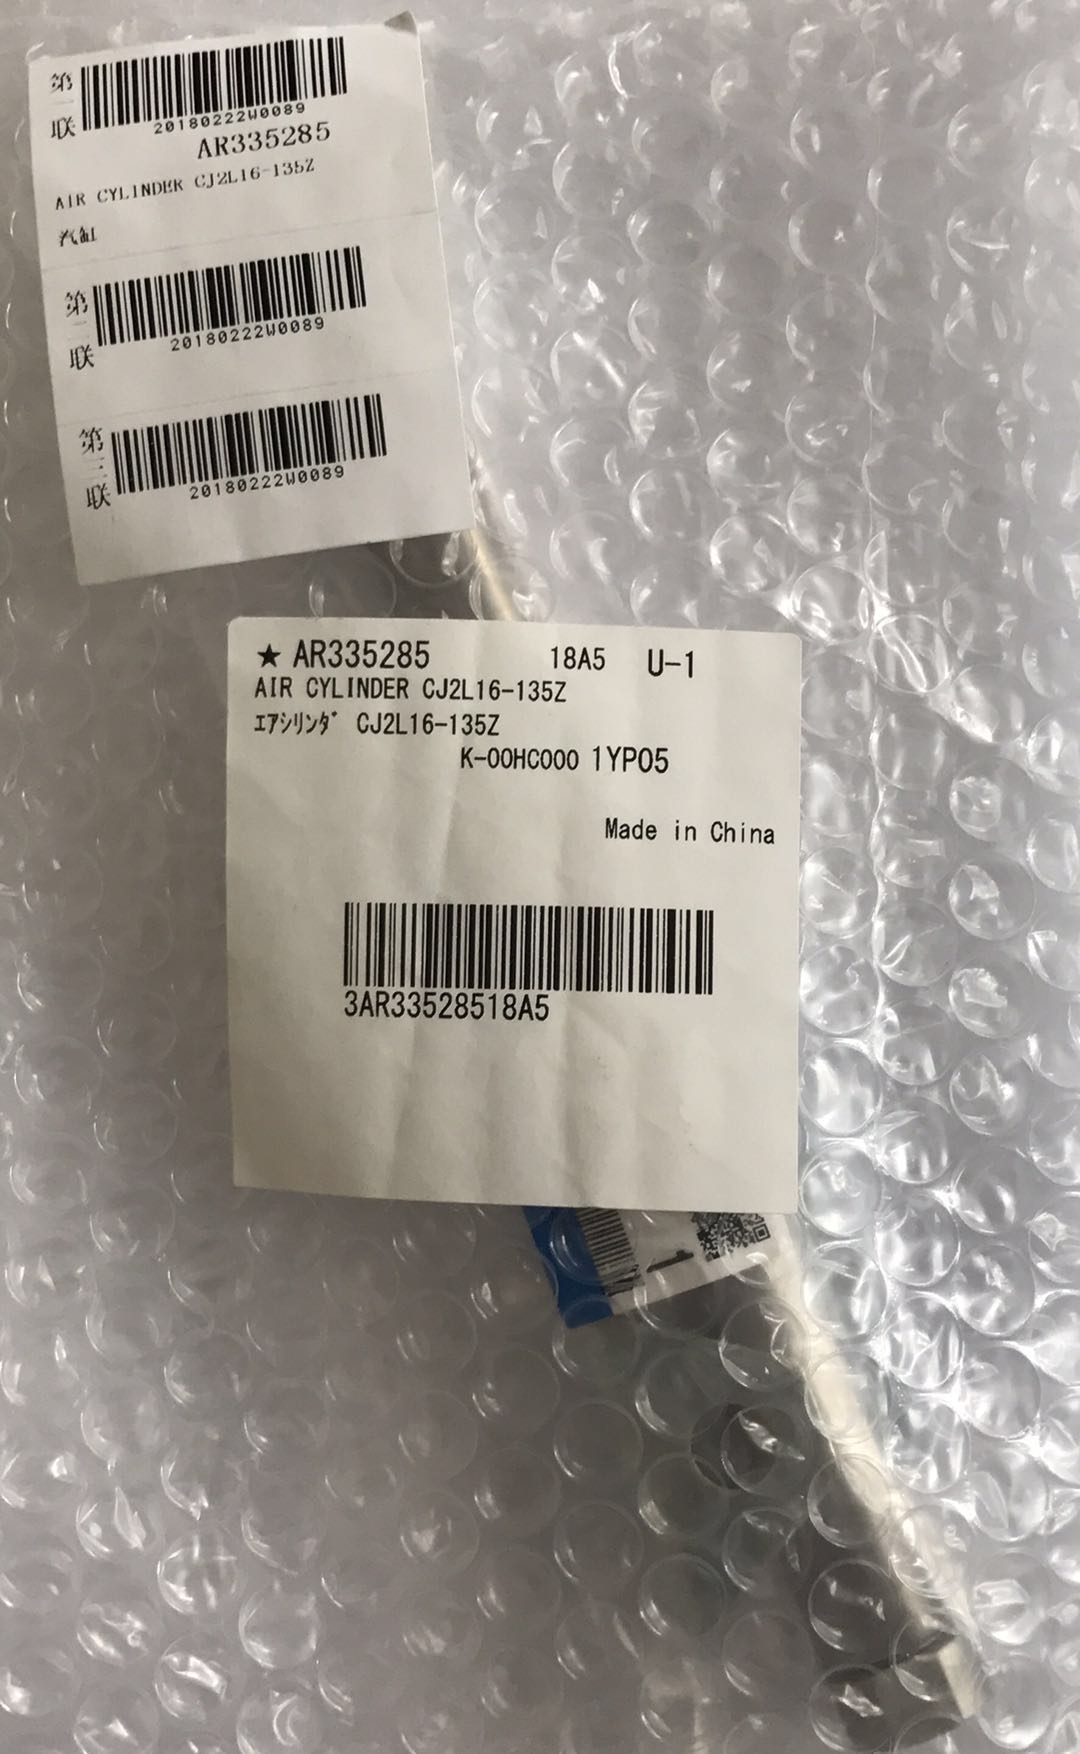 第一联
20180222W0089
AR335285
AIR CYLINDER CJ2L16-135Z
汽缸
第二联
20180222W0089
第三联
20180222W0089
★ AR335285 18A5 U-1
AIR CYLINDER CJ2L16-135Z
ｴｱｼﾘﾝﾀﾞ CJ2L16-135Z
K-00HC000 1YP05
Made in China
3AR33528518A5